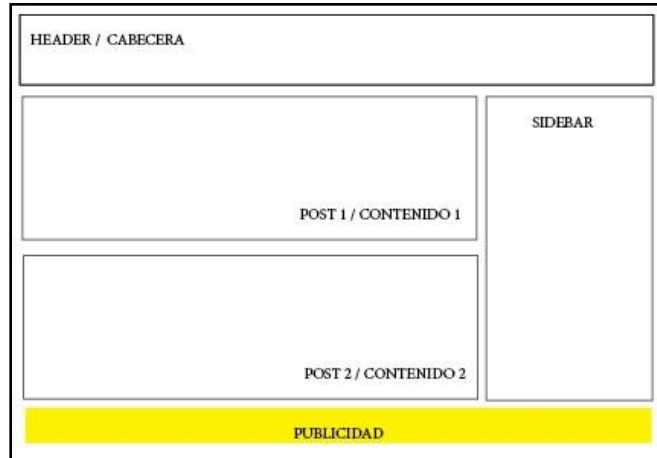 HEADER / CABECERA
SIDEBAR
POST 1 / CONTENIDO 1
POST 2 / CONTENIDO 2
PUBLICIDAD